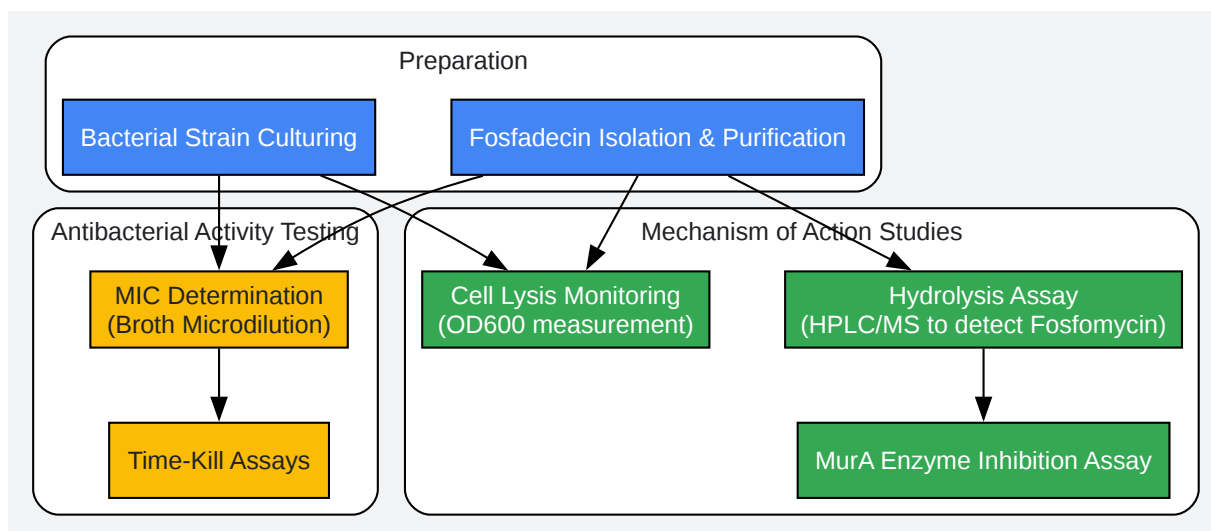 Preparation
Bacterial Strain Culturing
Fosfadecin Isolation & Purification
Antibacterial Activity Testing
Mechanism of Action Studies
MIC Determination
(Broth Microdilution)
Cell Lysis Monitoring
(OD600 measurement)
Hydrolysis Assay
(HPLC/MS to detect Fosfomycin)
Time-Kill Assays
MurA Enzyme Inhibition Assay